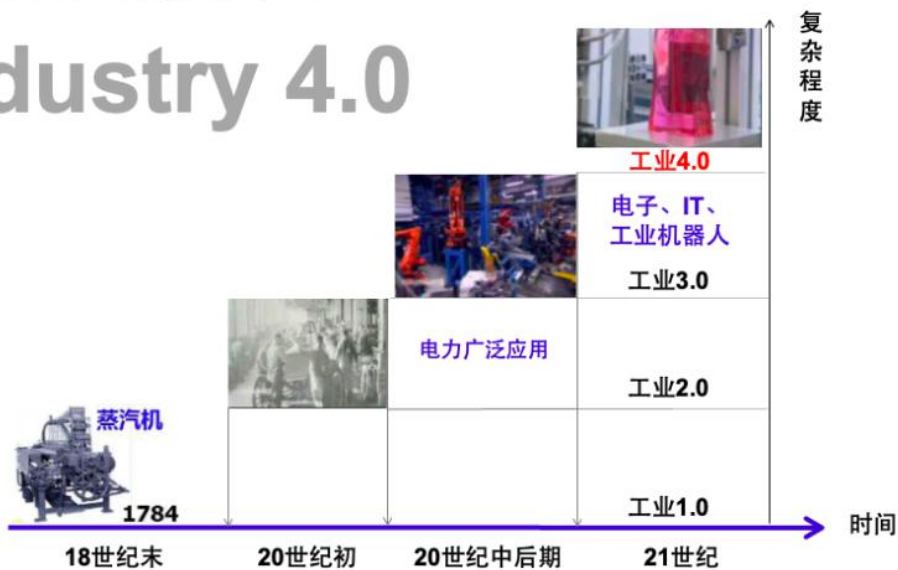 dustry 4.0
复杂程度
工业4.0
电子、IT、
工业机器人
工业3.0
电力广泛应用
工业2.0
蒸汽机
1784
工业1.0
时间
18世纪末
20世纪初
20世纪中后期
21世纪